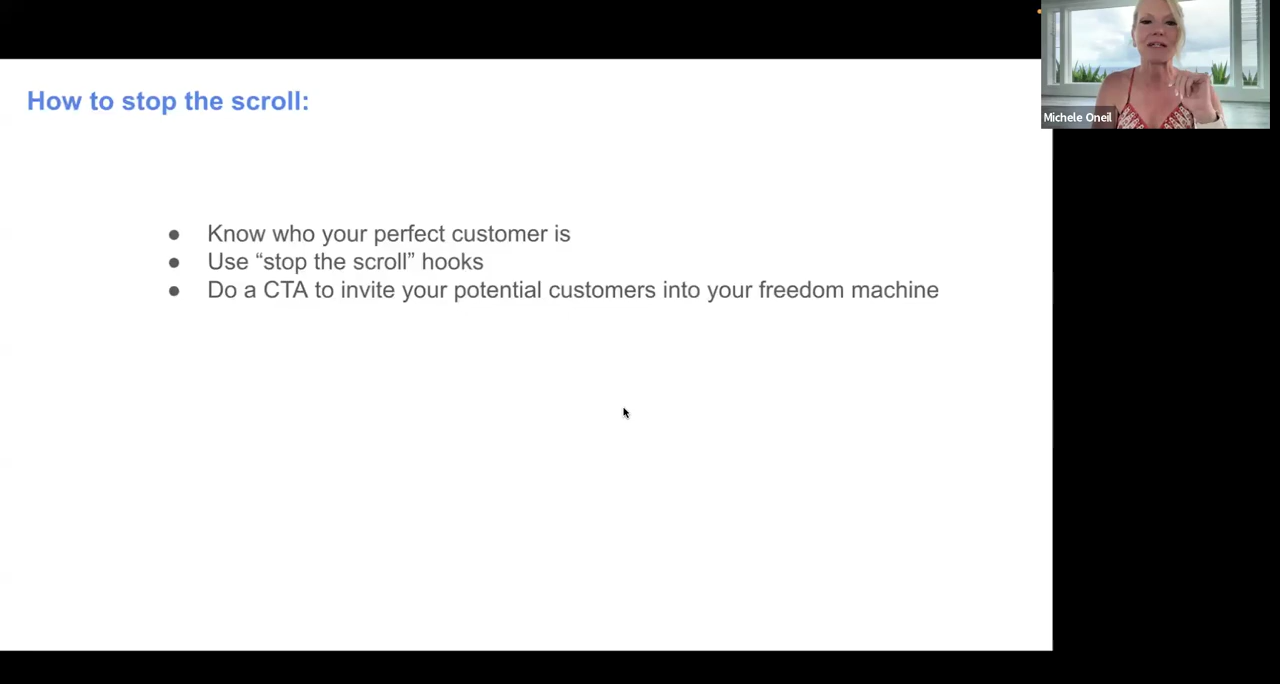 How to stop the scroll:
● Know who your perfect customer is
● Use “stop the scroll” hooks
● Do a CTA to invite your potential customers into your freedom machine
Michele Oneil